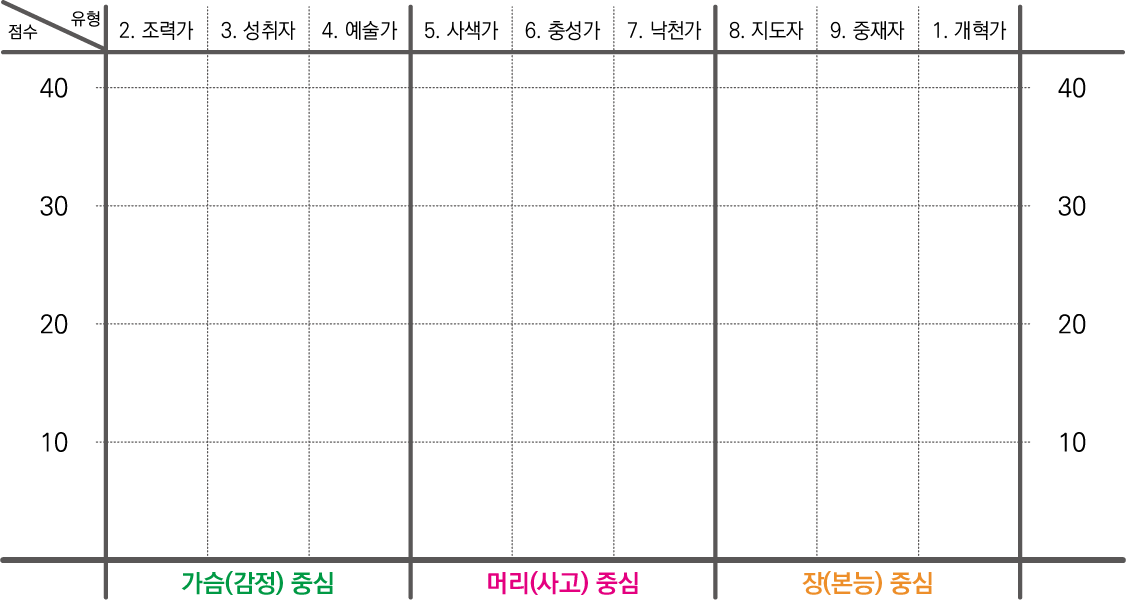 유형
점수
2. 조력가 3. 성취자 4. 예술가 5. 사색가 6. 충성가 7. 낙천가 8. 지도자 9. 중재자 1. 개혁가
40 40
30 30
20 20
10 10
가슴(감정) 중심 머리(사고) 중심 장(본능) 중심